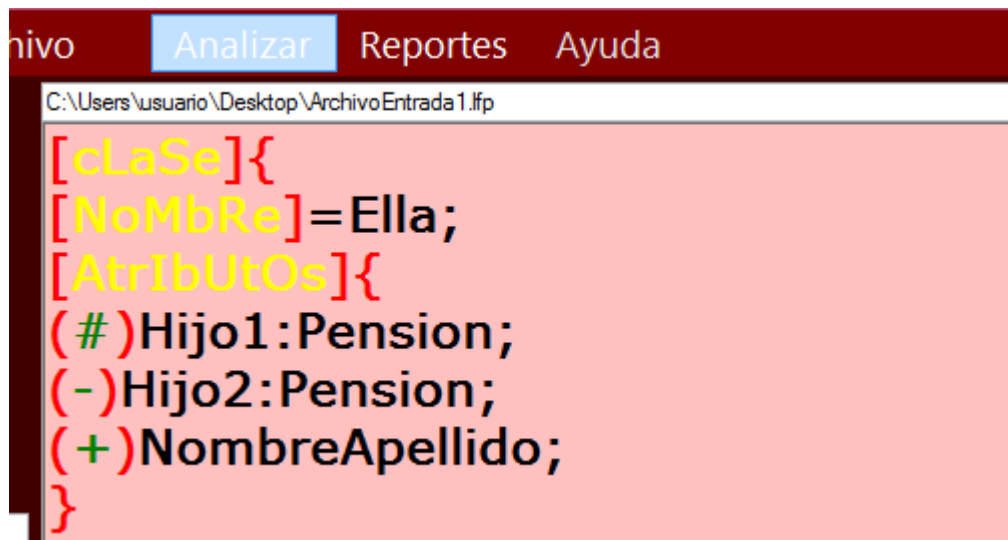 hivo Analizar Reportes Ayuda
C:\Users\usuario\Desktop\ArchivoEntrada1.lfp
[cLaSe]{
[NoMbRe]=Ella;
[AtrIbUtOs]{
(#)Hijo1:Pension;
(-)Hijo2:Pension;
(+)NombreApellido;
}